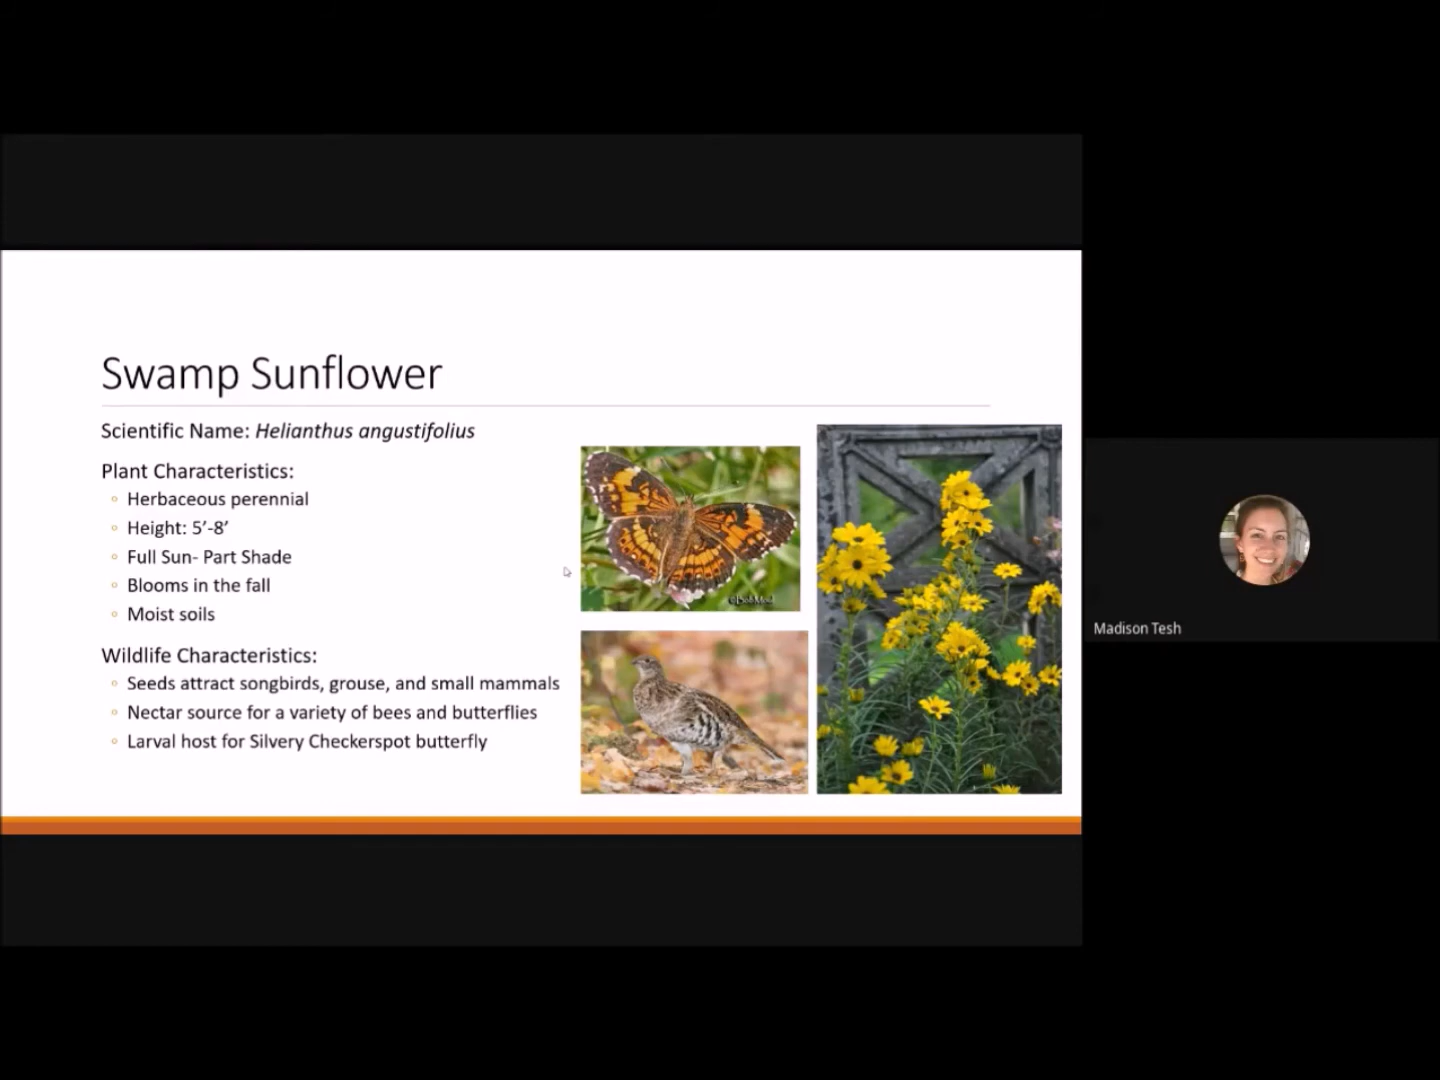 Swamp Sunflower
Scientific Name: Helianthus angustifolius
Plant Characteristics:
◦ Herbaceous perennial
◦ Height: 5’-8’
◦ Full Sun- Part Shade
◦ Blooms in the fall
◦ Moist soils
Wildlife Characteristics:
◦ Seeds attract songbirds, grouse, and small mammals
◦ Nectar source for a variety of bees and butterflies
◦ Larval host for Silvery Checkerspot butterfly
©BobMoul
Madison Tesh